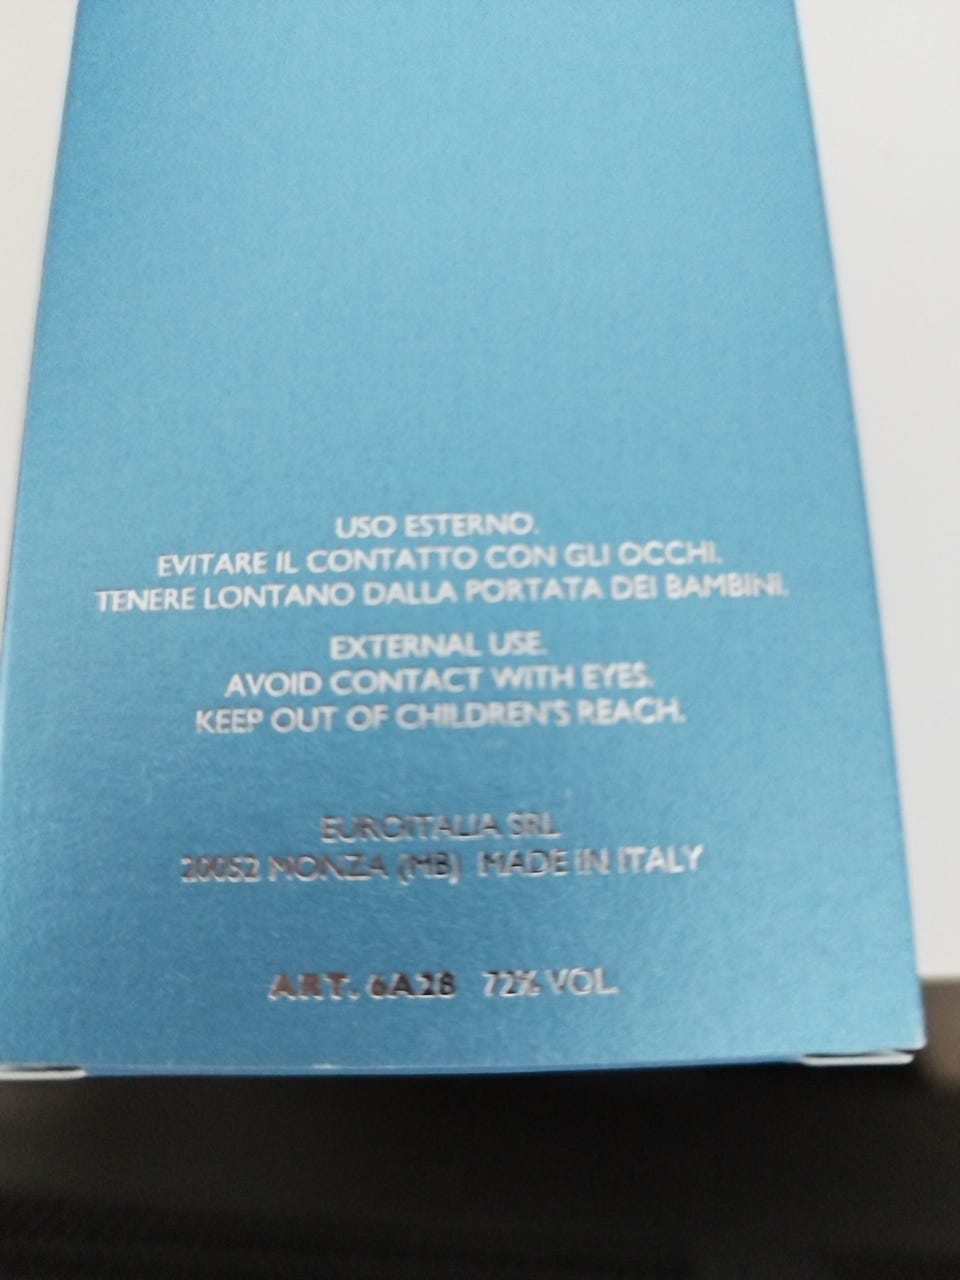 USO ESTERNO.
EVITARE IL CONTATTO CON GLI OCCHI.
TENERE LONTANO DALLA PORTATA DEI BAMBINI.
EXTERNAL USE.
AVOID CONTACT WITH EYES.
KEEP OUT OF CHILDREN'S REACH.
EUROITALIA SRL
20052 MONZA (MB) MADE IN ITALY
ART. 6A28 72% VOL.